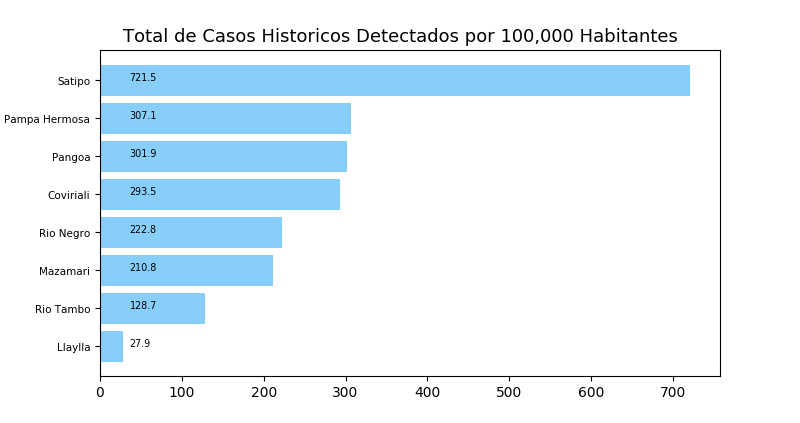 Total de Casos Historicos Detectados por 100,000 Habitantes
Satipo 721.5
Pampa Hermosa 307.1
Pangoa 301.9
Coviriali 293.5
Rio Negro 222.8
Mazamari 210.8
Rio Tambo 128.7
Llaylla 27.9
0 100 200 300 400 500 600 700